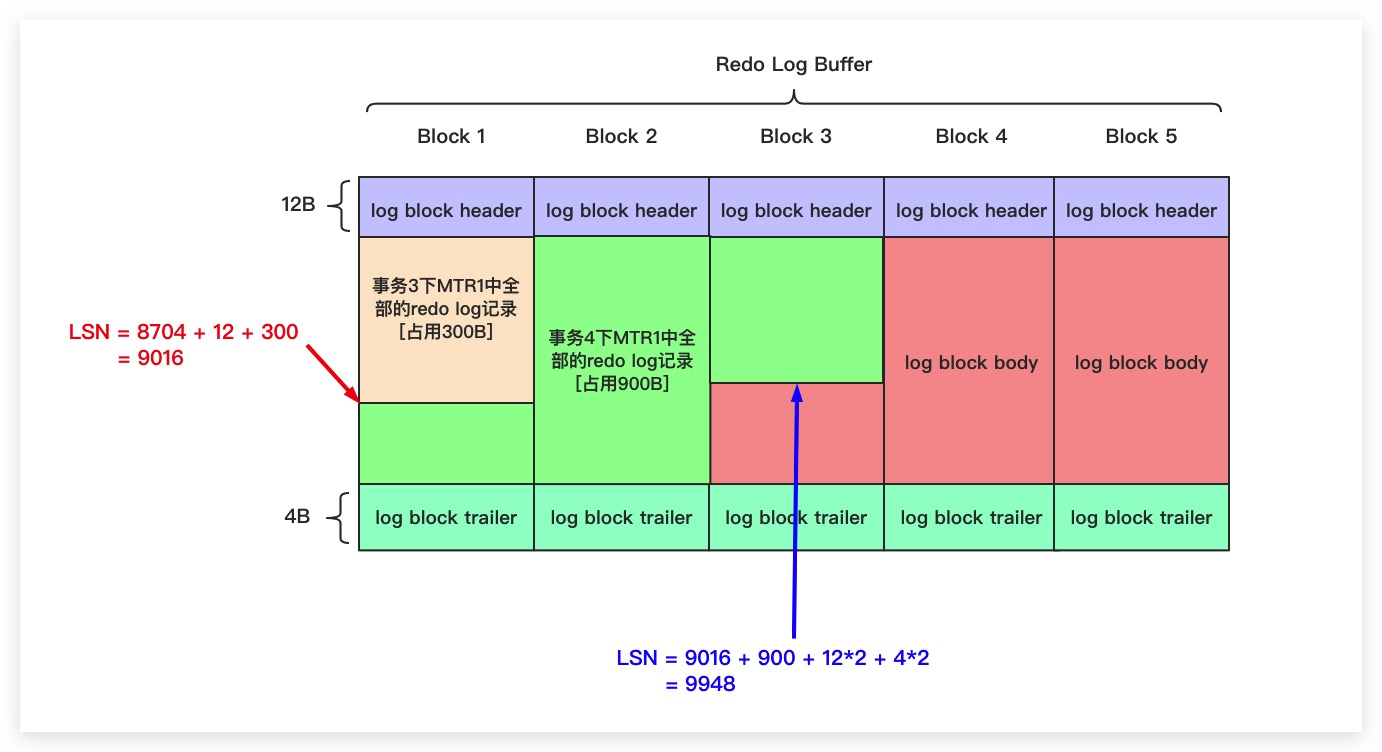 Redo Log Buffer
Block 1
Block 2
Block 3
Block 4
Block 5
12B
log block header
log block header
log block header
log block header
log block header
事务3下MTR1中全
部的redo log记录
[占用300B]
LSN = 8704 + 12 + 300
= 9016
事务4下MTR1中全
部的redo log记录
[占用900B]
log block body
log block body
4B
log block trailer
log block trailer
log block trailer
log block trailer
log block trailer
LSN = 9016 + 900 + 12*2 + 4*2
= 9948